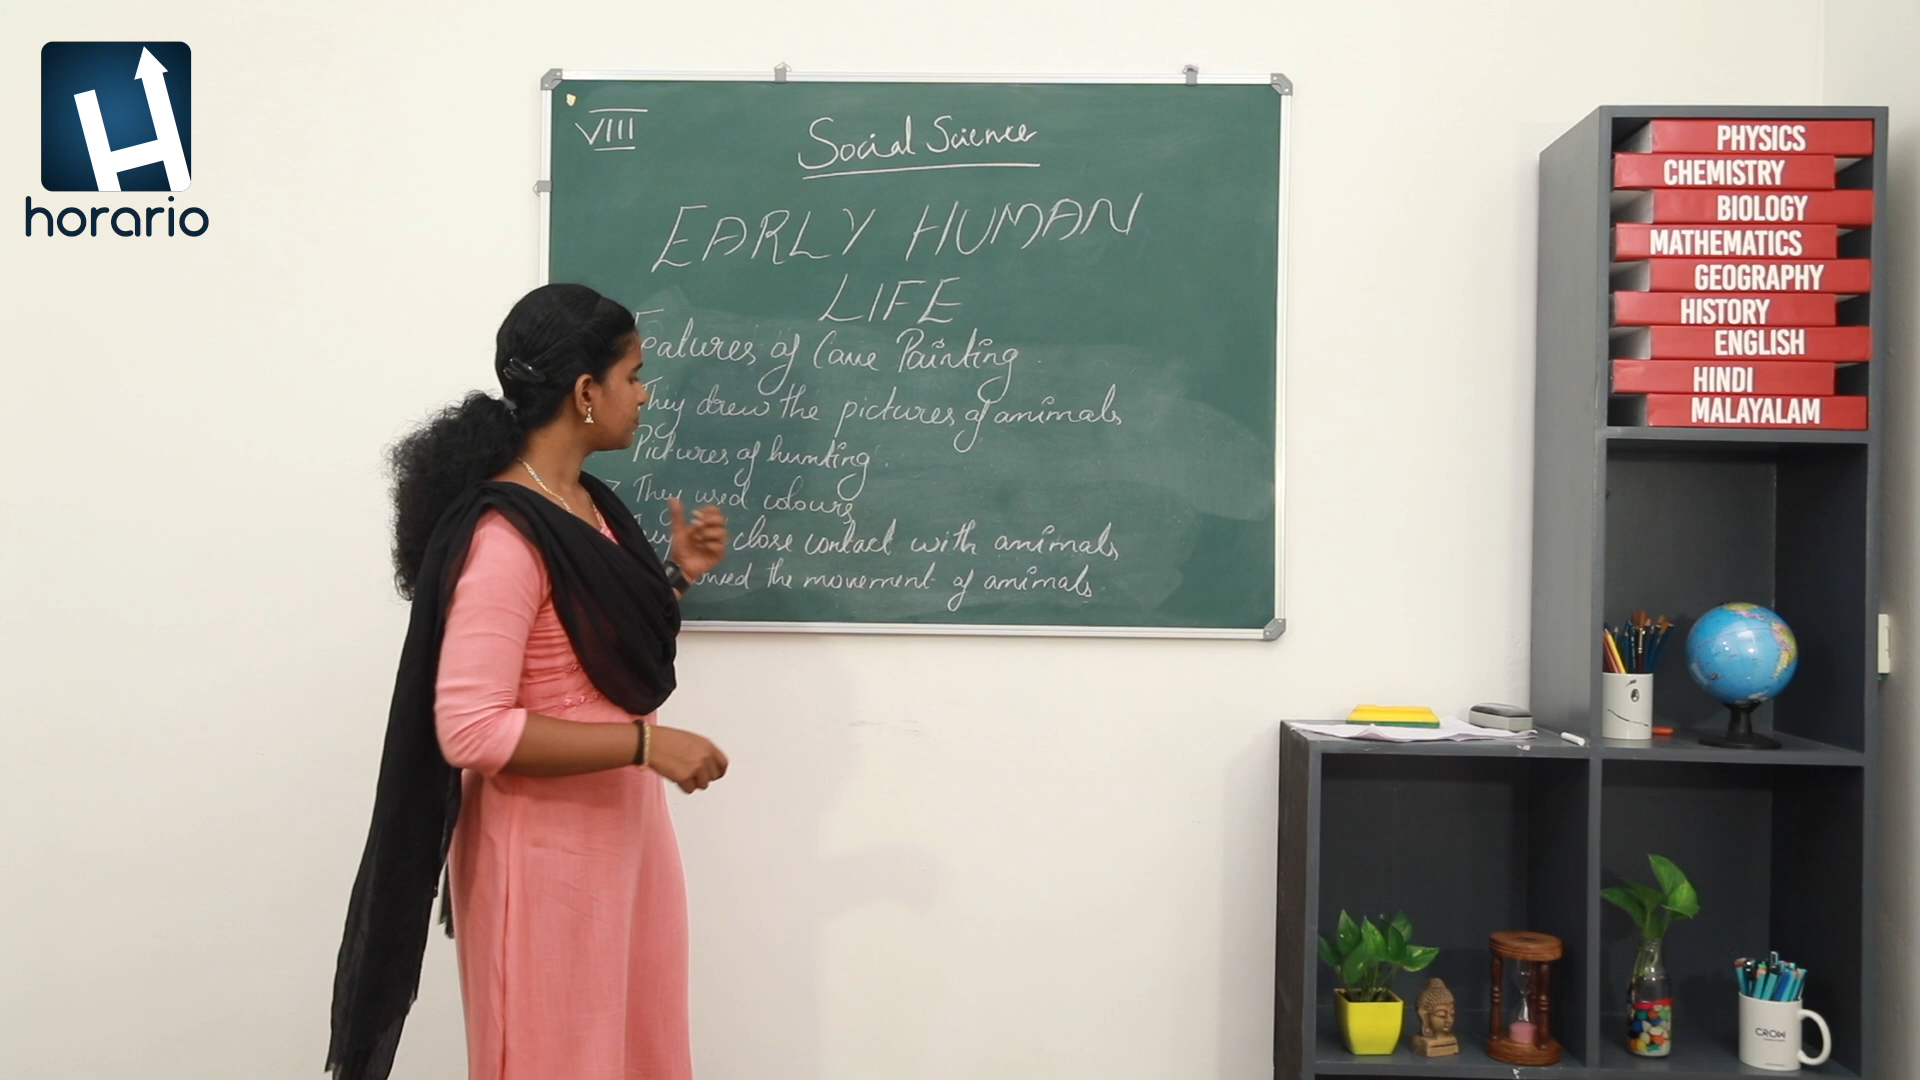 horario
VIII
Social Science
EARLY HUMAN
LIFE
Features of Cave Painting.
They drew the pictures of animals
Pictures of hunting.
They used colours
close contact with animals
the movement of animals.
PHYSICS
CHEMISTRY
BIOLOGY
MATHEMATICS
GEOGRAPHY
HISTORY
ENGLISH
HINDI
MALAYALAM
CROW